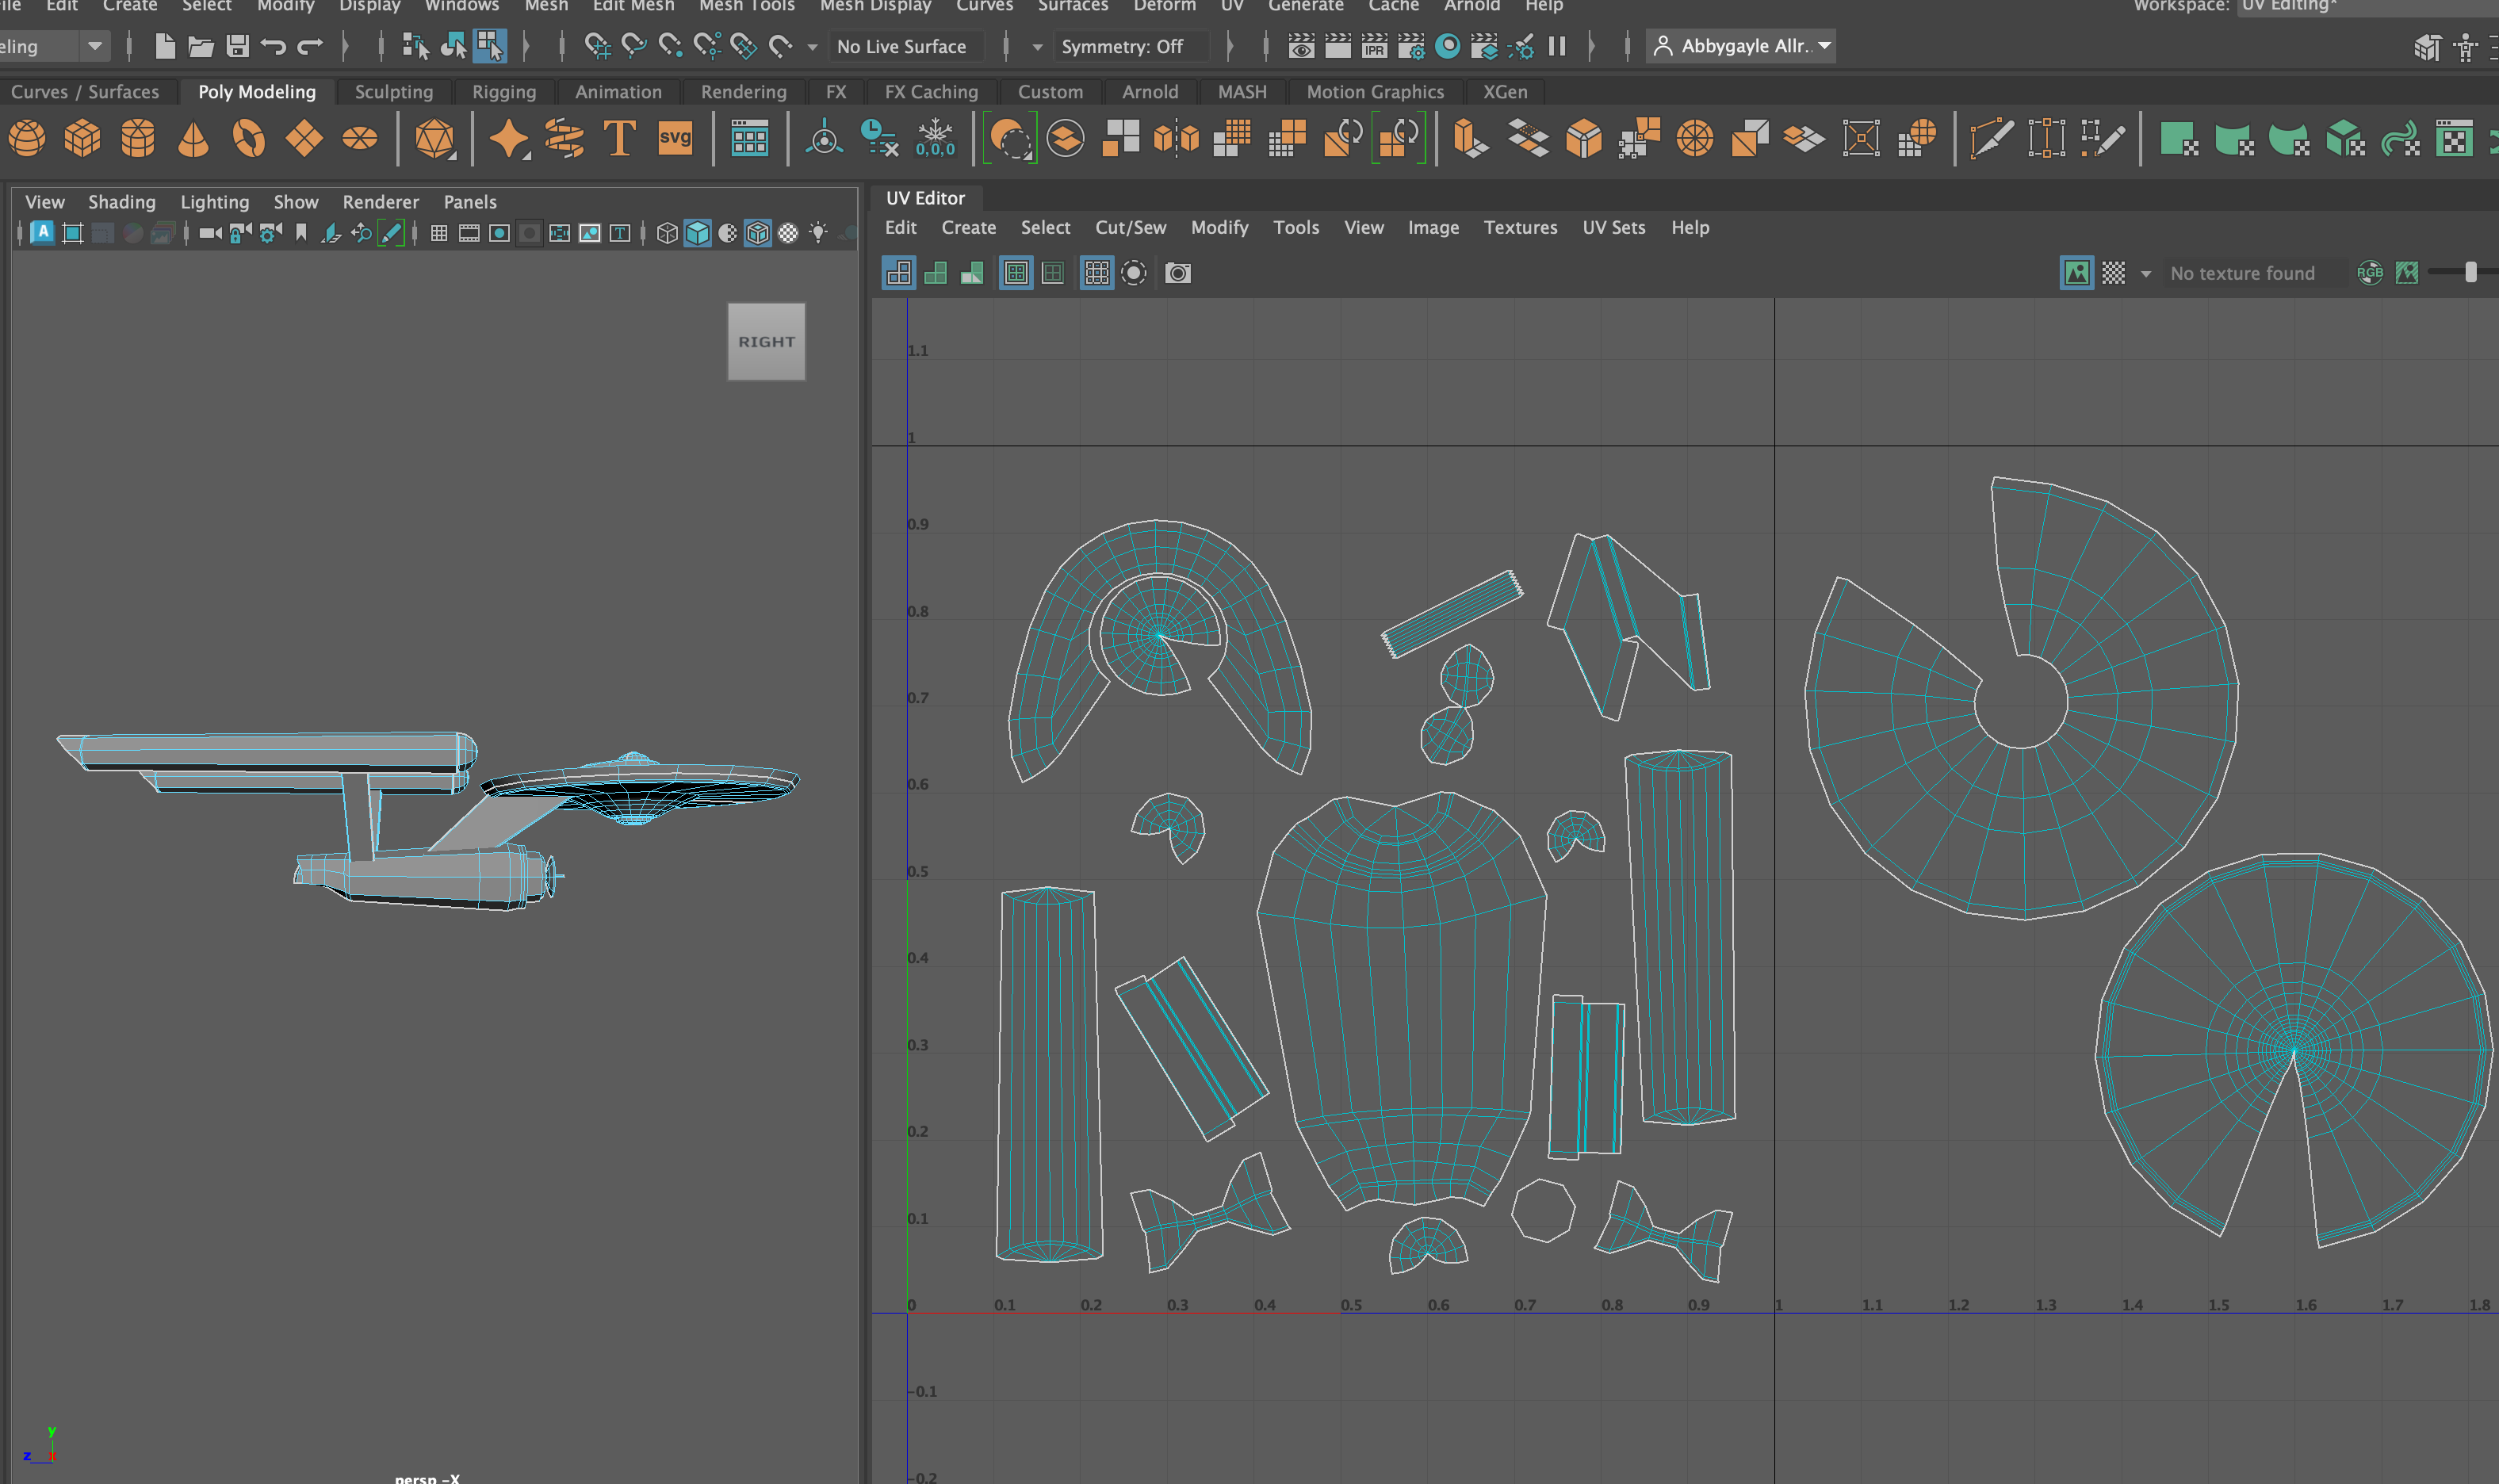 File Edit Create Select Modify Display Windows Mesh Edit Mesh Mesh Tools Mesh Display Curves Surfaces Deform UV Generate Cache Arnold Help Workspace: UV Editing*
eling No Live Surface Symmetry: Off IPR Abbygayle Allr..
Curves / Surfaces Poly Modeling Sculpting Rigging Animation Rendering FX FX Caching Custom Arnold MASH Motion Graphics XGen
T svg 0,0,0
View Shading Lighting Show Renderer Panels
A T
RIGHT
y
z
persp -X
UV Editor
Edit Create Select Cut/Sew Modify Tools View Image Textures UV Sets Help
No texture found RGB
1.1
1
0.9
0.8
0.7
0.6
0.5
0.4
0.3
0.2
0.1
0 0.1 0.2 0.3 0.4 0.5 0.6 0.7 0.8 0.9 1 1.1 1.2 1.3 1.4 1.5 1.6 1.7 1.8
-0.1
-0.2